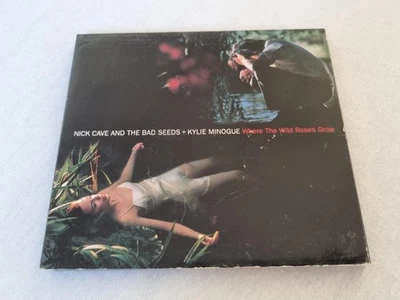 NICK CAVE AND THE BAD SEEDS + KYLIE MINOGUE Where The Wild Roses Grow